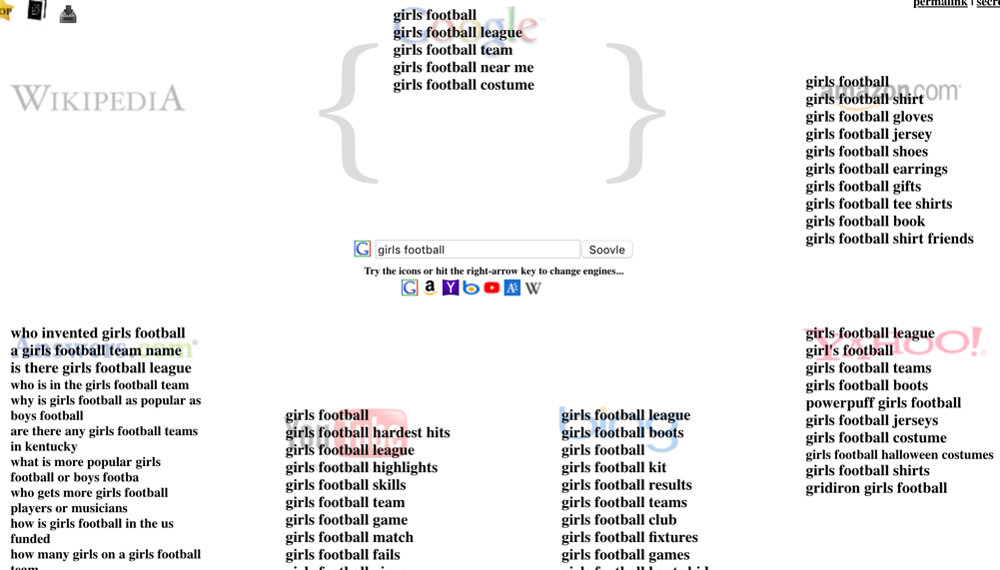 permalink |
Google
girls football
girls football league
girls football team
girls football near me
girls football costume
{ }
WIKIPEDIA
amazon.com
girls football
girls football shirt
girls football gloves
girls football jersey
girls football shoes
girls football earrings
girls football gifts
girls football tee shirts
girls football book
girls football shirt friends
G girls football Soovle
Try the icons or hit the right-arrow key to change engines...
G a Y b A W
Answers.com
who invented girls football
a girls football team name
is there girls football league
who is in the girls football team
why is girls football as popular as
boys football
are there any girls football teams
in kentucky
what is more popular girls
football or boys footba
who gets more girls football
players or musicians
how is girls football in the us
funded
how many girls on a girls football
team
YouTube
girls football
girls football hardest hits
girls football league
girls football highlights
girls football skills
girls football team
girls football game
girls football match
girls football fails
bing
girls football league
girls football boots
girls football
girls football kit
girls football results
girls football teams
girls football club
girls football fixtures
girls football games
YAHOO!
girls football league
girl's football
girls football teams
girls football boots
powerpuff girls football
girls football jerseys
girls football costume
girls football halloween costumes
girls football shirts
gridiron girls football